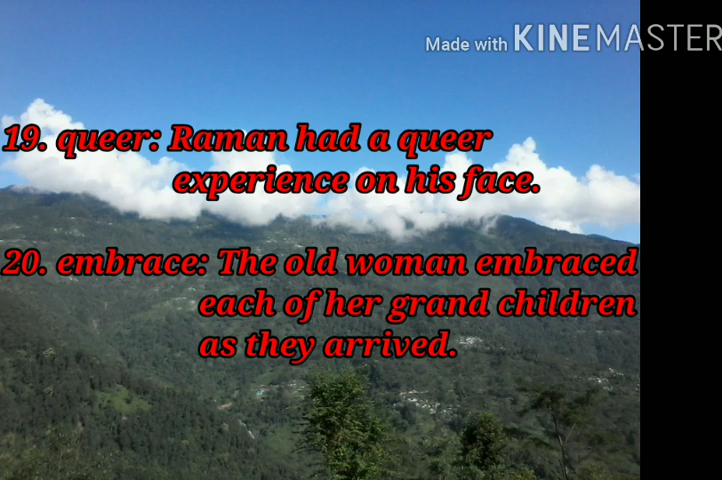 Made with KINEMASTER
19. queer: Raman had a queer
experience on his face.
20. embrace: The old woman embraced
each of her grand children
as they arrived.